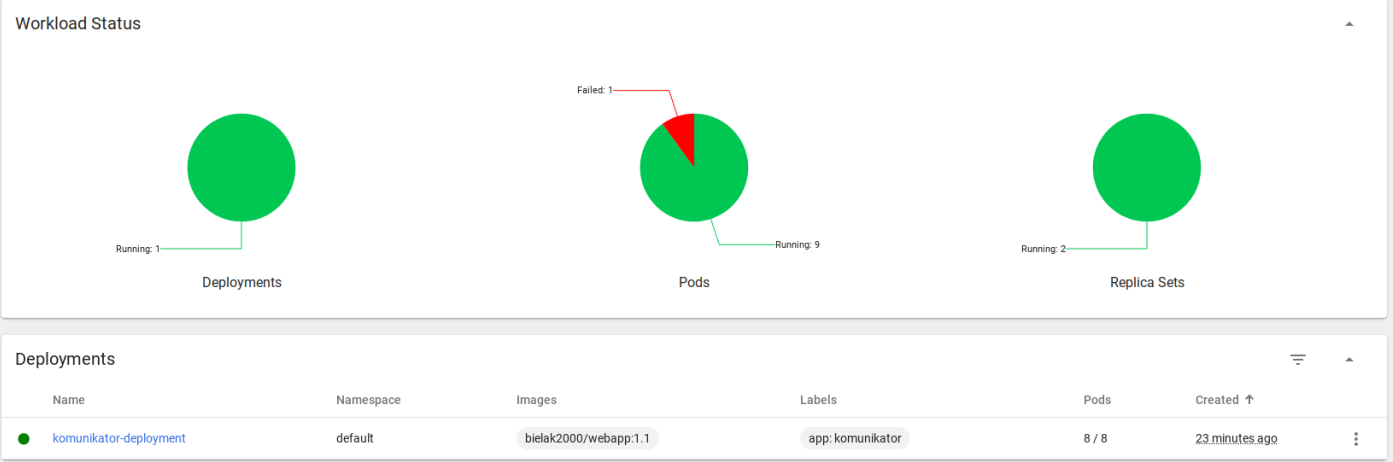 Workload Status
Failed: 1
Running: 1
Running: 9
Running: 2
Deployments
Pods
Replica Sets
Deployments
Name Namespace Images Labels Pods Created
komunikator-deployment default bielak2000/webapp:1.1 app: komunikator 8 / 8 23 minutes ago